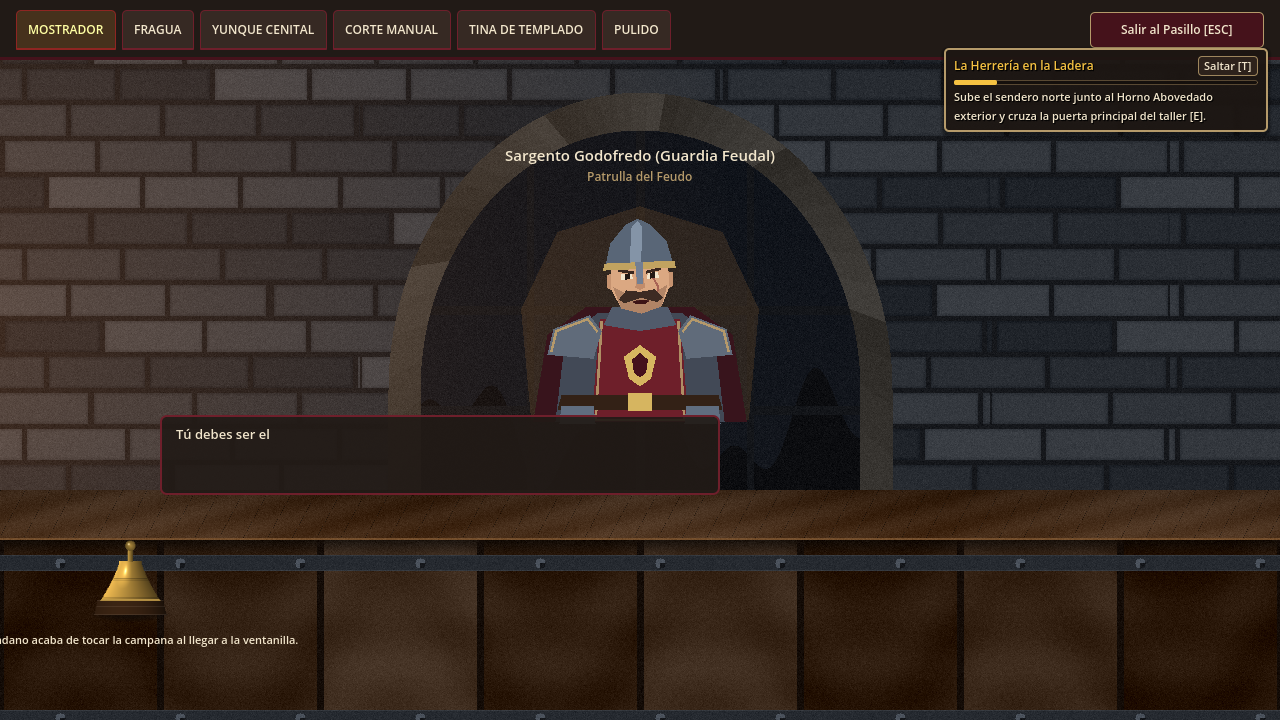 MOSTRADOR
FRAGUA
YUNQUE CENITAL
CORTE MANUAL
TINA DE TEMPLADO
PULIDO
Salir al Pasillo [ESC]
La Herrería en la Ladera
Saltar [T]
Sube el sendero norte junto al Horno Abovedado
exterior y cruza la puerta principal del taller [E].
Sargento Godofredo (Guardia Feudal)
Patrulla del Feudo
Tú debes ser el
acaba de tocar la campana al llegar a la ventanilla.